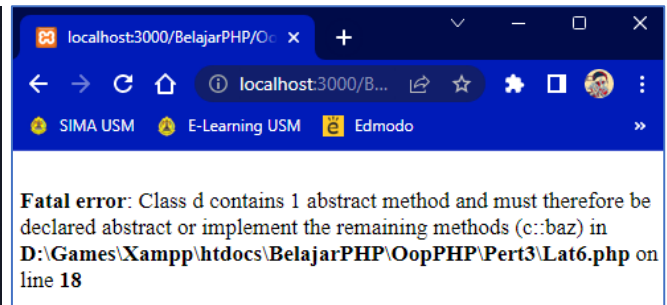 localhost:3000/BelajarPHP/Oo
localhost:3000/B...
SIMA USM E-Learning USM Edmodo
Fatal error: Class d contains 1 abstract method and must therefore be
declared abstract or implement the remaining methods (c::baz) in
D:\Games\Xampp\htdocs\BelajarPHP\OopPHP\Pert3\Lat6.php on
line 18